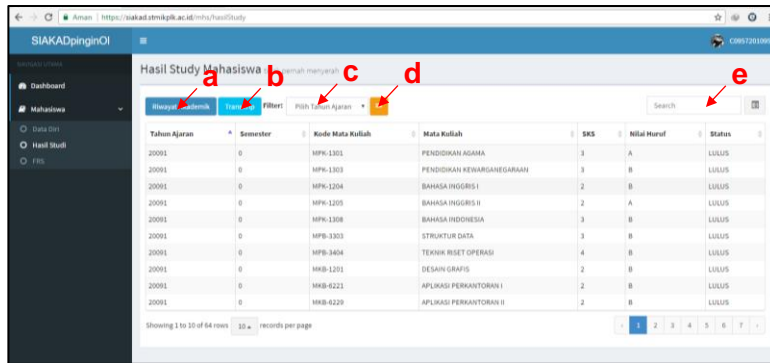 Aman | https://siakad.stmikplk.ac.id/mhs/hasilStudy
SIAKADpinginOl
C0957201095
NAVIGASI UTAMA
Dashboard
Mahasiswa
Data Diri
Hasil Studi
FRS
Hasil Study Mahasiswa pernah menyerah
a
b
c
d
e
Riwayat Akademik Filter: Pilih Tahun Ajaran Search
Tahun Ajaran Semester Kode Mata Kuliah Mata Kuliah SKS Nilai Huruf Status
20091 0 MPK-1301 PENDIDIKAN AGAMA 3 A LULUS
20091 0 MPK-1303 PENDIDIKAN KEWARGANEGARAAN 3 B LULUS
20091 0 MPK-1204 BAHASA INGGRIS I 2 B LULUS
20091 0 MPK-1205 BAHASA INGGRIS II 2 A LULUS
20091 0 MPK-1308 BAHASA INDONESIA 3 B LULUS
20091 0 MPB-3303 STRUKTUR DATA 3 B LULUS
20091 0 MPB-3404 TEKNIK RISET OPERASI 4 B LULUS
20091 0 MKB-1201 DESAIN GRAFIS 2 B LULUS
20091 0 MKB-6221 APLIKASI PERKANTORAN I 2 B LULUS
20091 0 MKB-6229 APLIKASI PERKANTORAN II 2 B LULUS
Showing 1 to 10 of 64 rows 10 records per page ‹ 1 2 3 4 5 6 7 ›